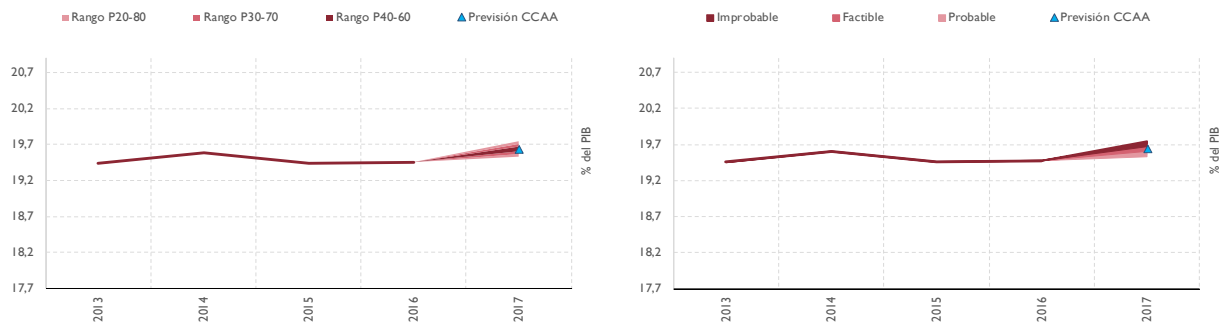 Rango P20-80 Rango P30-70 Rango P40-60 Previsión CCAA
20,7
20,2
19,7
19,2
18,7
18,2
17,7
% del PIB
2013 2014 2015 2016 2017
Improbable Factible Probable Previsión CCAA
20,7
20,2
19,7
19,2
18,7
18,2
17,7
% del PIB
2013 2014 2015 2016 2017